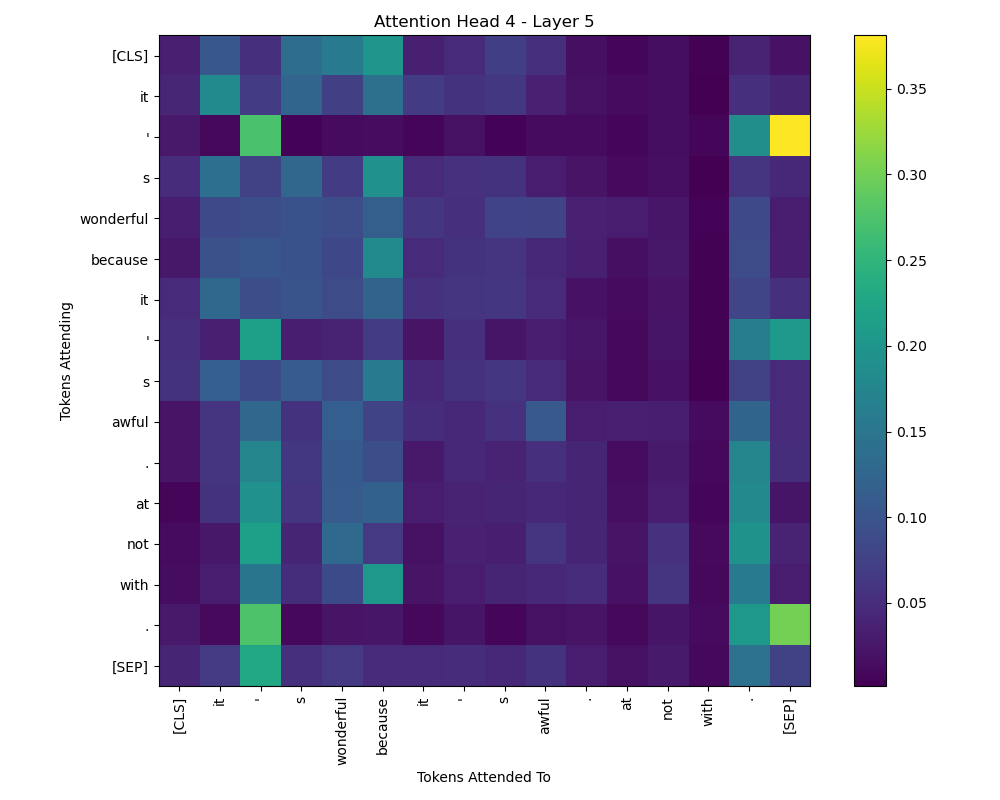 Attention Head 4 - Layer 5
Tokens Attending
[CLS]
it
'
s
wonderful
because
it
'
s
awful
.
at
not
with
.
[SEP]
[CLS]
it
'
s
wonderful
because
it
'
s
awful
.
at
not
with
.
[SEP]
Tokens Attended To
0.35
0.30
0.25
0.20
0.15
0.10
0.05